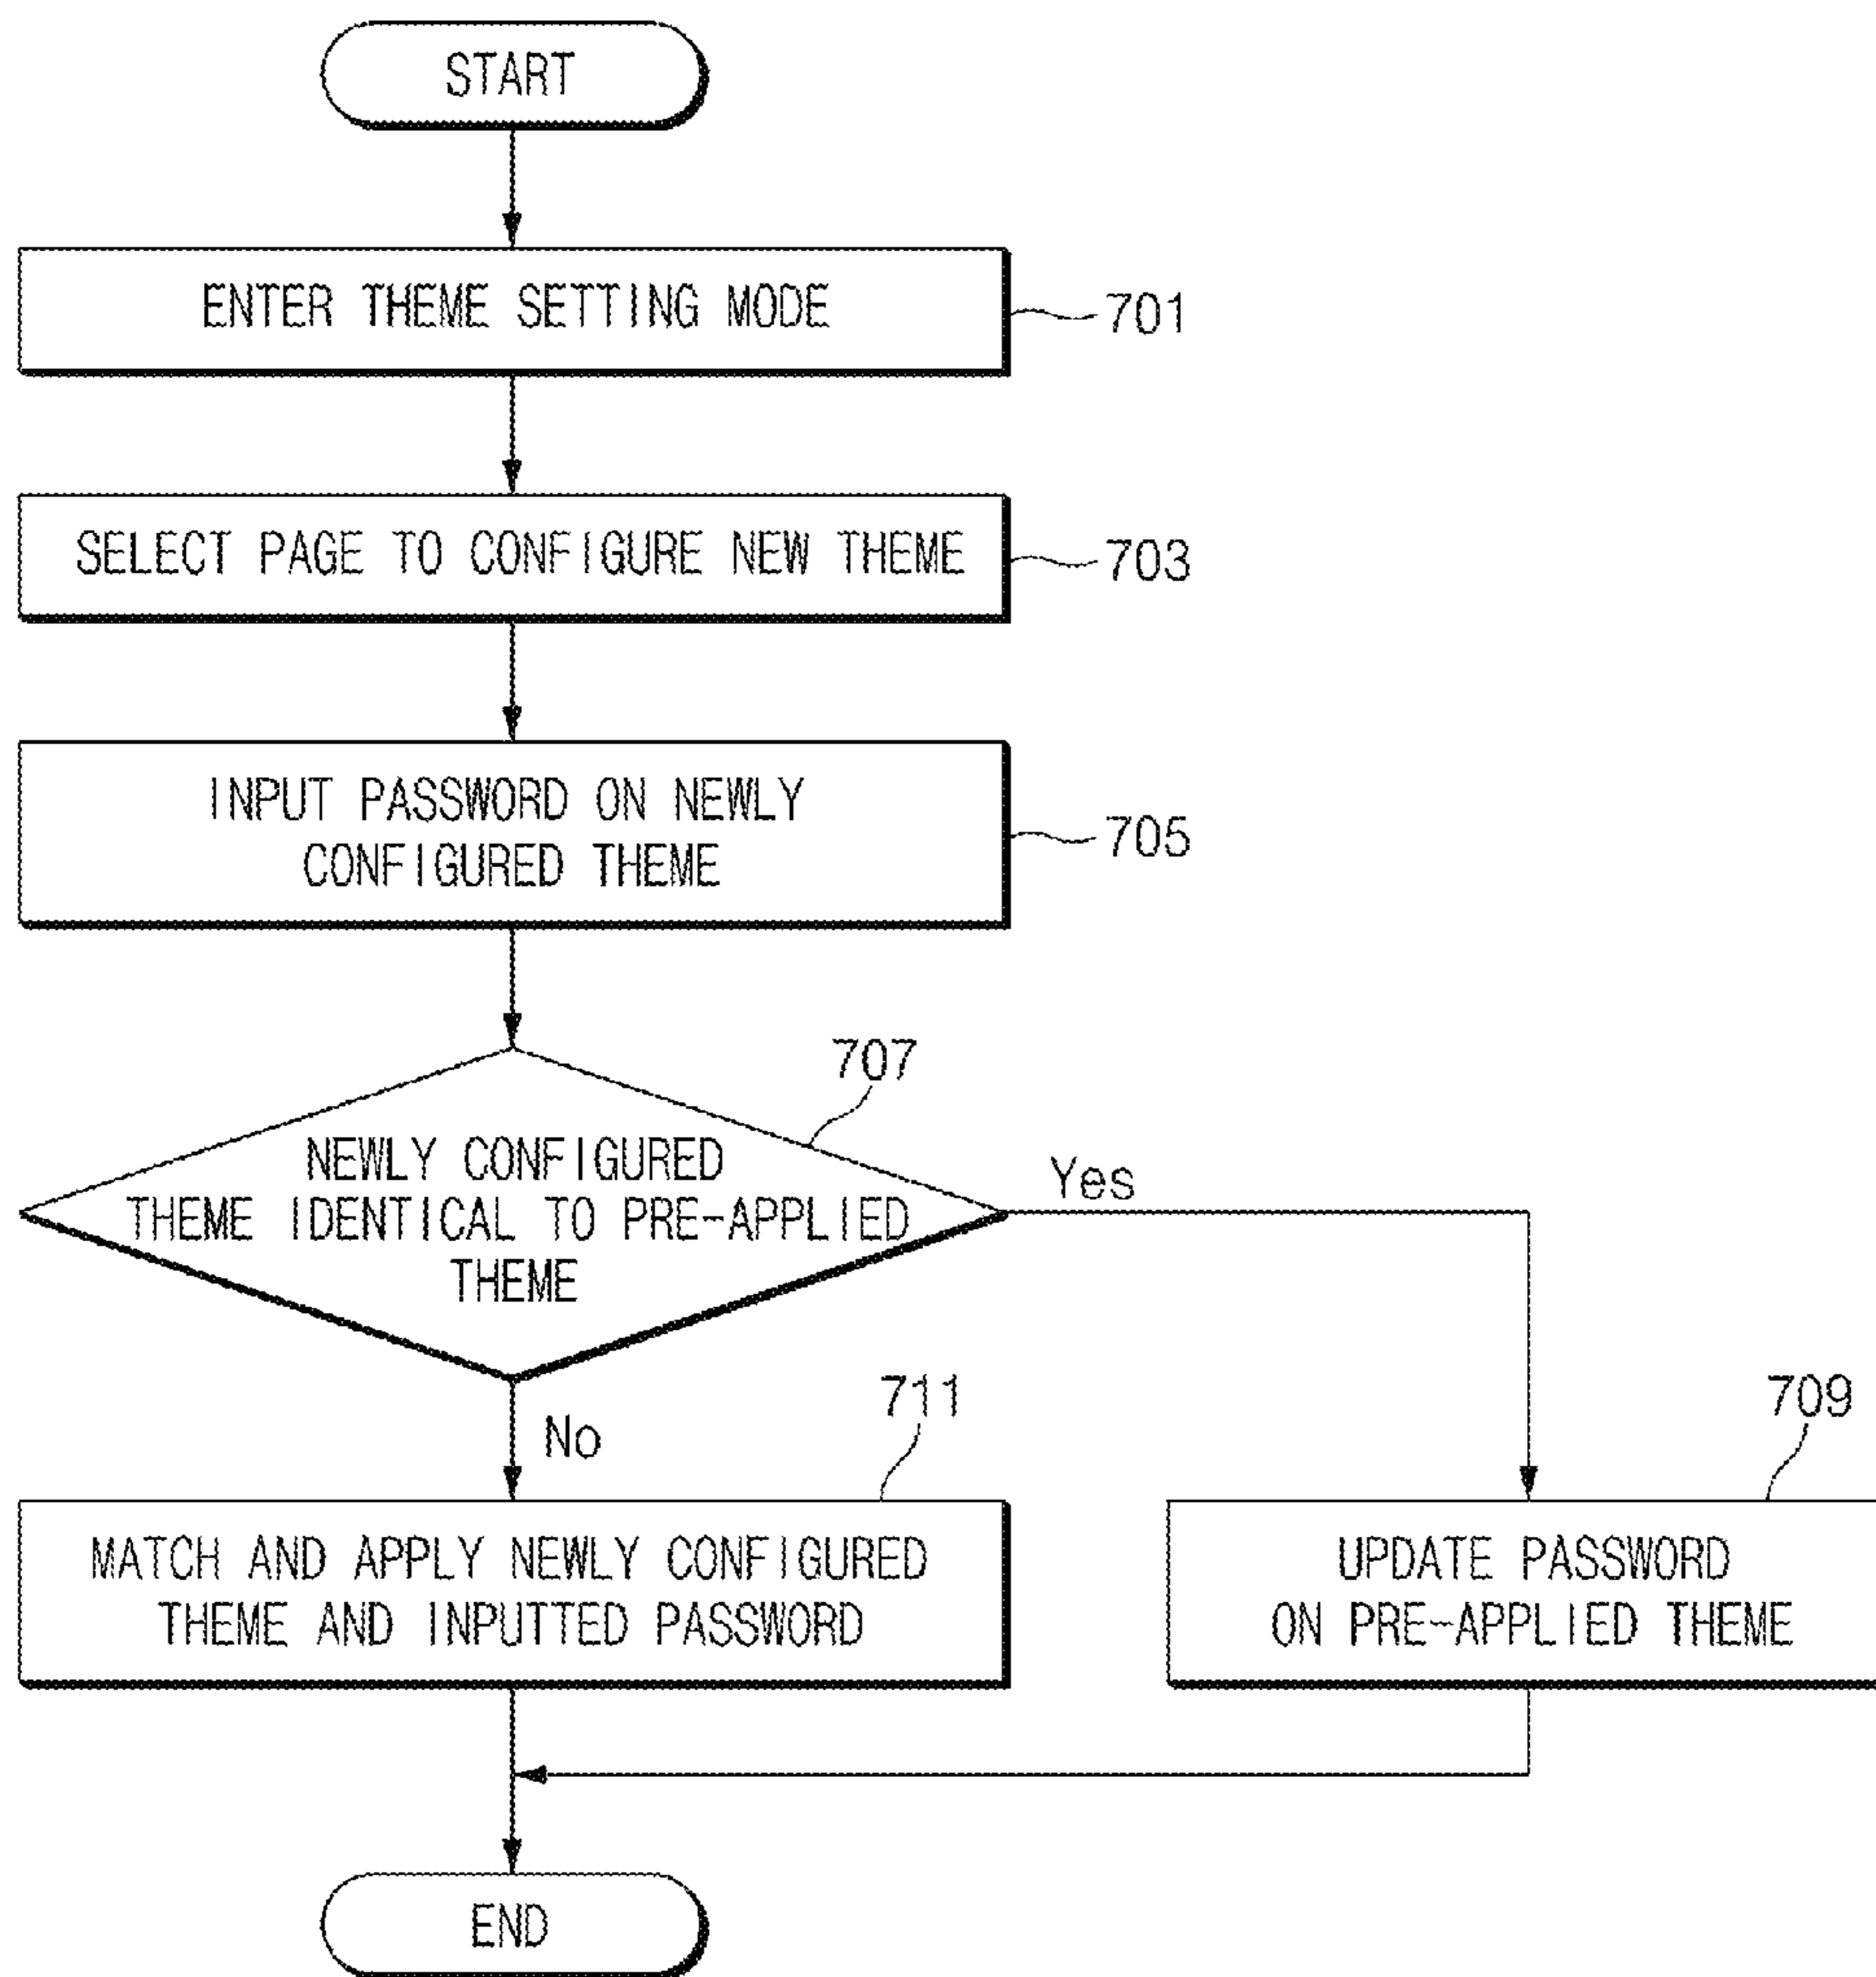 START
ENTER THEME SETTING MODE
701
SELECT PAGE TO CONFIGURE NEW THEME
703
INPUT PASSWORD ON NEWLY
CONFIGURED THEME
705
707
NEWLY CONFIGURED
THEME IDENTICAL TO PRE-APPLIED
THEME
Yes
No
711
709
MATCH AND APPLY NEWLY CONFIGURED
THEME AND INPUTTED PASSWORD
UPDATE PASSWORD
ON PRE-APPLIED THEME
END